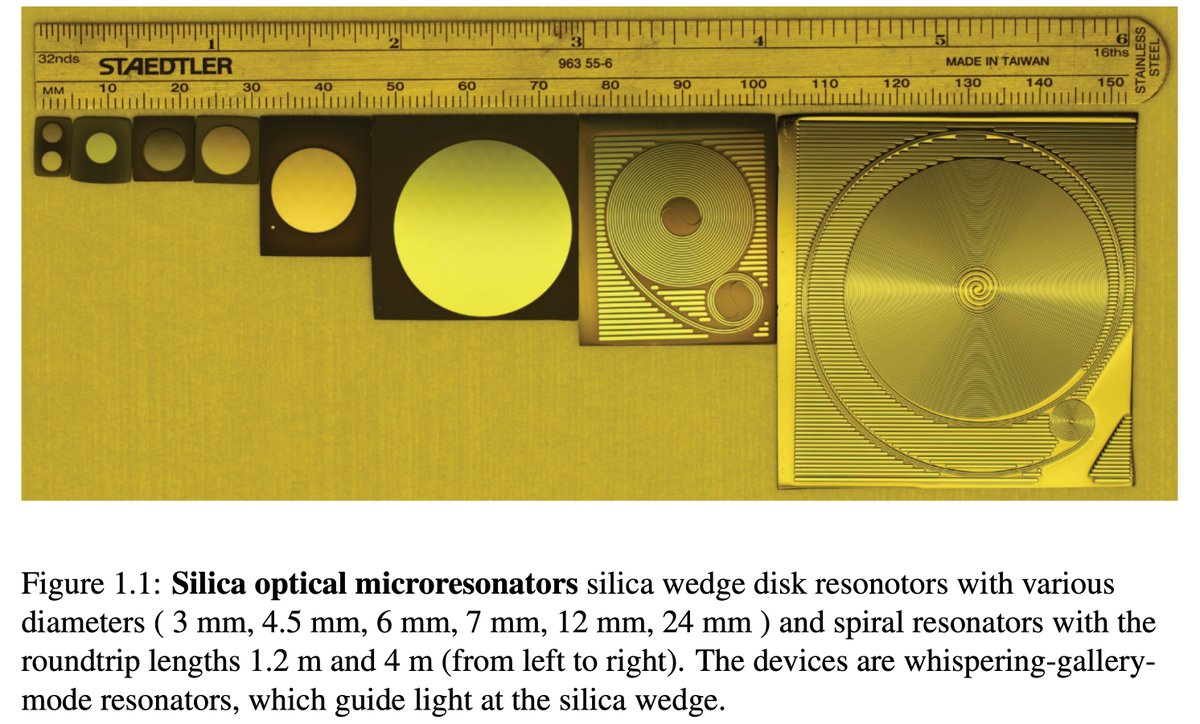 1 2 3 4 5 6
32nds STAEDTLER 963 55-6 MADE IN TAIWAN 16ths STAINLESS STEEL
MM 10 20 30 40 50 60 70 80 90 100 110 120 130 140 150
Figure 1.1: Silica optical microresonators silica wedge disk resonotors with various
diameters ( 3 mm, 4.5 mm, 6 mm, 7 mm, 12 mm, 24 mm ) and spiral resonators with the
roundtrip lengths 1.2 m and 4 m (from left to right). The devices are whispering-gallery-
mode resonators, which guide light at the silica wedge.